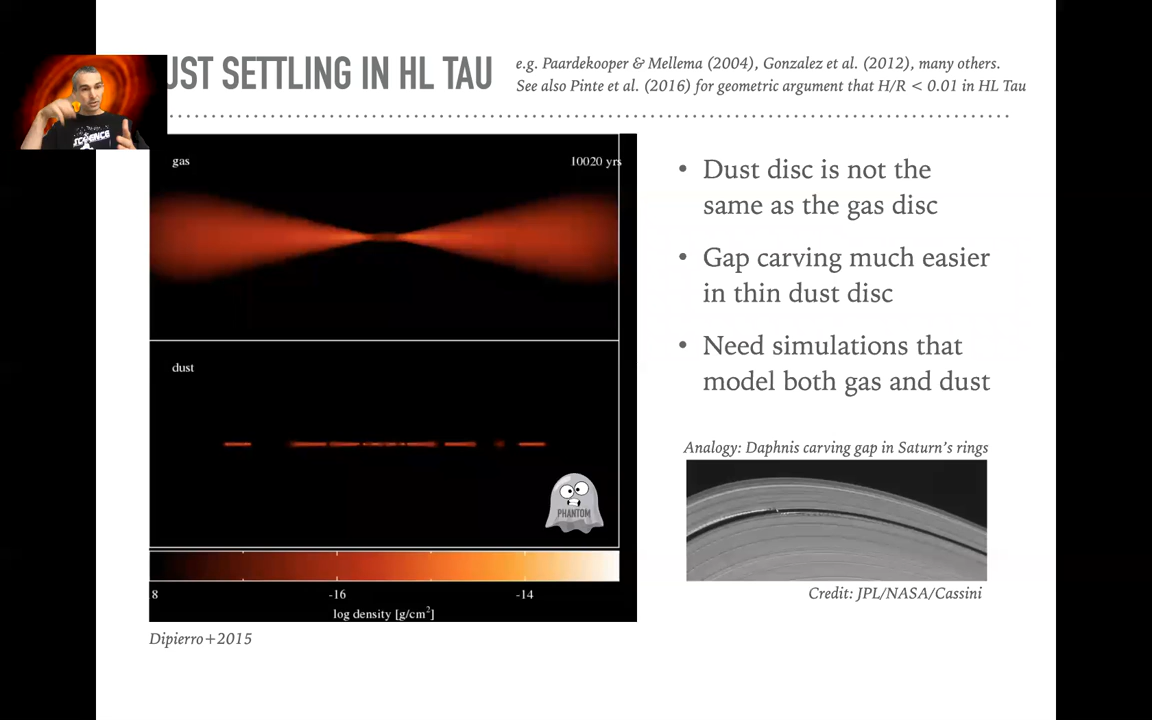 UST SETTLING IN HL TAU
e.g. Paardekooper & Mellema (2004), Gonzalez et al. (2012), many others.
See also Pinte et al. (2016) for geometric argument that H/R < 0.01 in HL Tau
gas
10020 yrs
dust
PHANTOM
8
-16
-14
log density [g/cm²]
Dipierro+2015
• Dust disc is not the
same as the gas disc
• Gap carving much easier
in thin dust disc
• Need simulations that
model both gas and dust
Analogy: Daphnis carving gap in Saturn's rings
Credit: JPL/NASA/Cassini